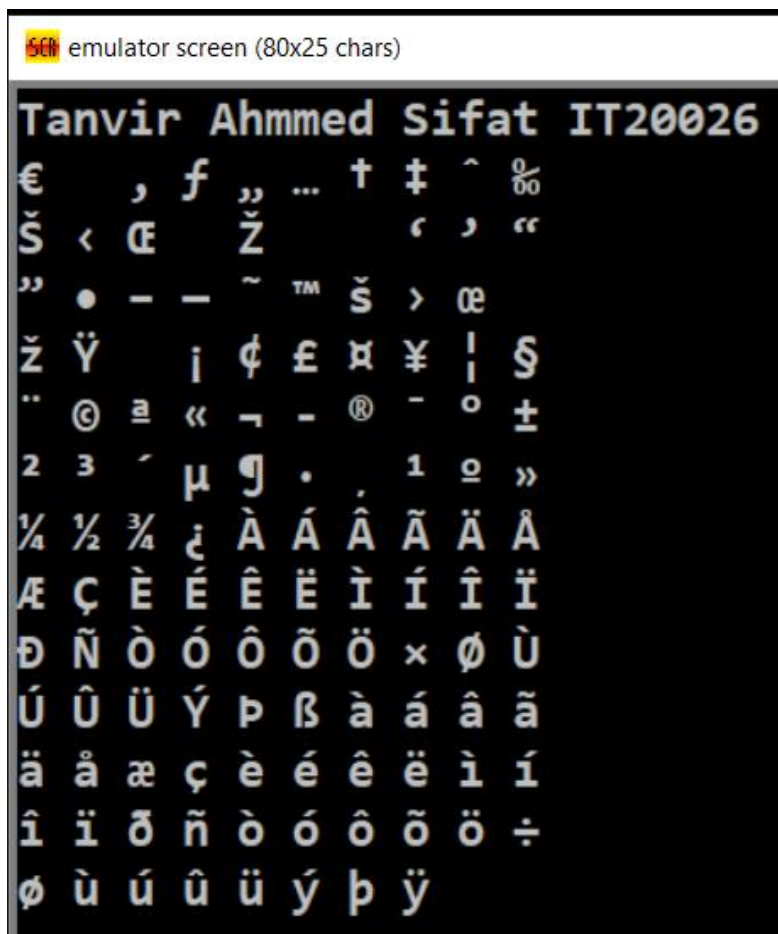 SCR emulator screen (80x25 chars)
Tanvir Ahmmed Sifat IT20026
€ ‚ ƒ „ … † ‡ ˆ ‰
Š ‹ Œ Ž ‘ ’ “
” • – — ˜ ™ š › œ
ž Ÿ ¡ ¢ £ ¤ ¥ ¦ §
¨ © ª « ¬ - ® ¯ ° ±
² ³ ´ µ ¶ · ¸ ¹ º »
¼ ½ ¾ ¿ À Á Â Ã Ä Å
Æ Ç È É Ê Ë Ì Í Î Ï
Ð Ñ Ò Ó Ô Õ Ö × Ø Ù
Ú Û Ü Ý Þ ß à á â ã
ä å æ ç è é ê ë ì í
î ï ð ñ ò ó ô õ ö ÷
ø ù ú û ü ý þ ÿ